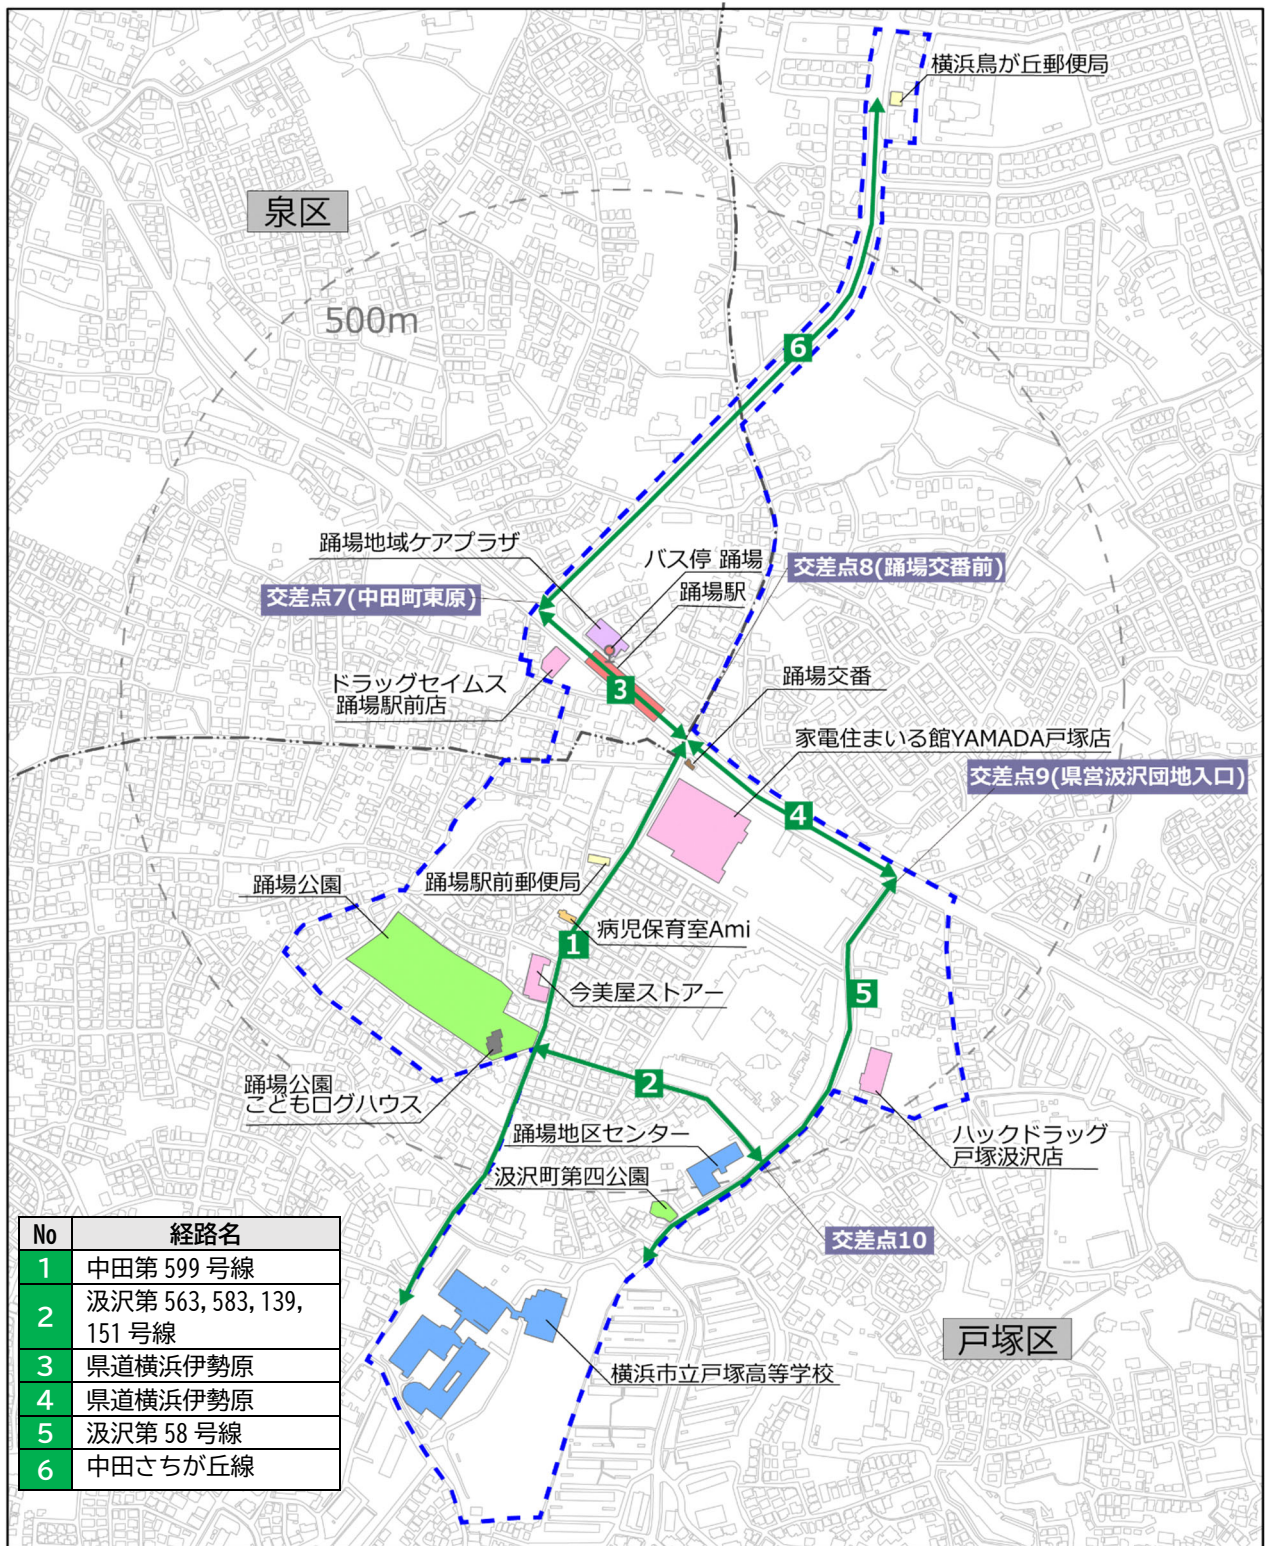 横浜鳥が丘郵便局
泉区
500m
6
踊場地域ケアプラザ
バス停 踊場
交差点8(踊場交番前)
交差点7(中田町東原)
踊場駅
ドラッグセイムス
踊場駅前店
3
踊場交番
家電住まいる館YAMADA戸塚店
交差点9(県営汲沢団地入口)
4
踊場公園
踊場駅前郵便局
病児保育室Ami
1
今美屋ストアー
5
踊場公園
こどもログハウス
2
踊場地区センター
ハックドラッグ
戸塚汲沢店
汲沢町第四公園
交差点10
戸塚区
横浜市立戸塚高等学校
No 経路名
1 中田第 599 号線
2 汲沢第 563, 583, 139,
151 号線
3 県道横浜伊勢原
4 県道横浜伊勢原
5 汲沢第 58 号線
6 中田さちが丘線